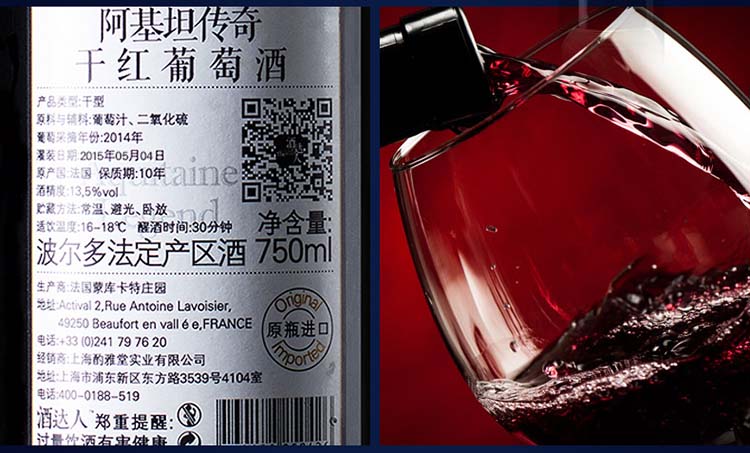 阿基坦传奇
干红葡萄酒
产品类型:干型
原料与辅料:葡萄汁、二氧化硫
葡萄采摘年份:2014年
灌装日期:2015年05月04日
原产国:法国 保质期:10年
酒精度:13,5%vol
贮藏方法:常温、避光、卧放
适饮温度:16-18℃ 醒酒时间:30分钟
净含量:
波尔多法定产区酒 750ml
生产商:法国蒙库卡特庄园
地址:Actival 2,Rue Antoine Lavoisier,
49250 Beaufort en vall é e,FRANCE
电话:+33 (0)241 79 76 20
经销商:上海酌雅堂实业有限公司
地址:上海市浦东新区东方路3539号4104室
电话:400-0188-519
Original
原瓶进口
Imported
酒达人 郑重提醒:
过量饮酒有害健康